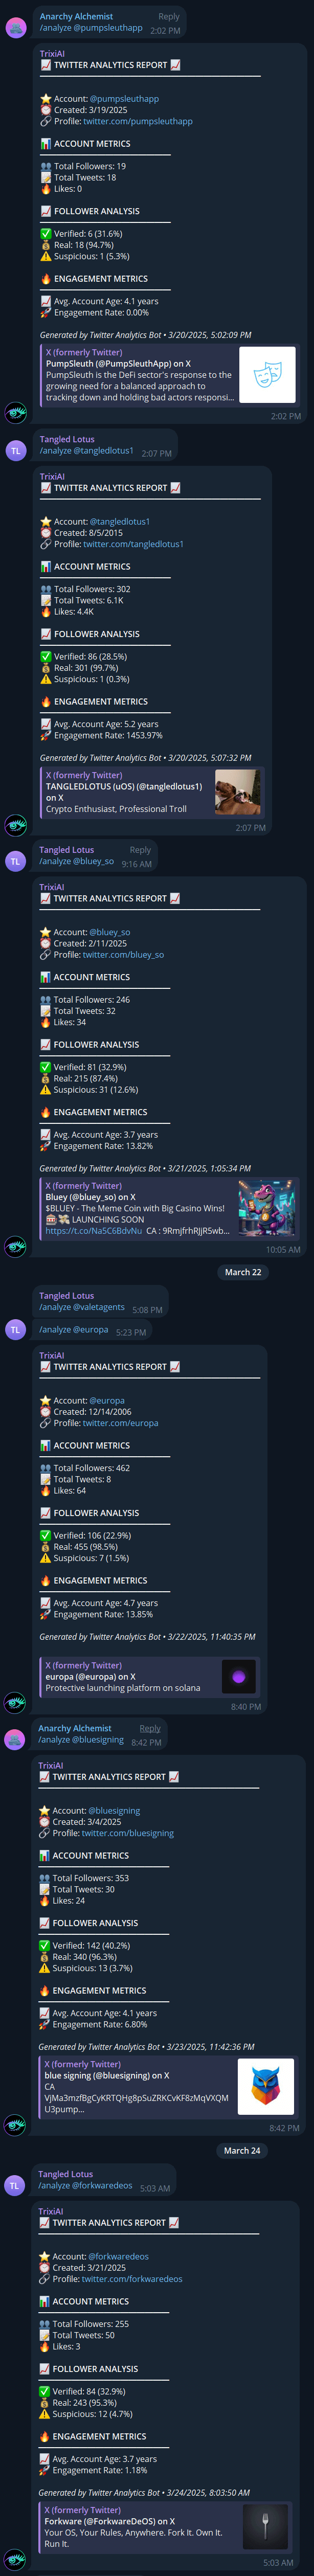 Anarchy Alchemist Reply
/analyze @pumpsleuthapp 2:02 PM
TrixiAI
📈 TWITTER ANALYTICS REPORT 📈
⭐ Account: @pumpsleuthapp
⏰ Created: 3/19/2025
🔗 Profile: twitter.com/pumpsleuthapp
📊 ACCOUNT METRICS
👥 Total Followers: 19
📝 Total Tweets: 18
🔥 Likes: 0
📈 FOLLOWER ANALYSIS
✅ Verified: 6 (31.6%)
💰 Real: 18 (94.7%)
⚠️ Suspicious: 1 (5.3%)
🔥 ENGAGEMENT METRICS
📈 Avg. Account Age: 4.1 years
🚀 Engagement Rate: 0.00%
Generated by Twitter Analytics Bot • 3/20/2025, 5:02:09 PM
X (formerly Twitter)
PumpSleuth (@PumpSleuthApp) on X
PumpSleuth is the DeFi sector's response to the
growing need for a balanced approach to
tracking down and holding bad actors responsi...
2:02 PM
Tangled Lotus
TL
/analyze @tangledlotus1 2:07 PM
TrixiAI
📈 TWITTER ANALYTICS REPORT 📈
⭐ Account: @tangledlotus1
⏰ Created: 8/5/2015
🔗 Profile: twitter.com/tangledlotus1
📊 ACCOUNT METRICS
👥 Total Followers: 302
📝 Total Tweets: 6.1K
🔥 Likes: 4.4K
📈 FOLLOWER ANALYSIS
✅ Verified: 86 (28.5%)
💰 Real: 301 (99.7%)
⚠️ Suspicious: 1 (0.3%)
🔥 ENGAGEMENT METRICS
📈 Avg. Account Age: 5.2 years
🚀 Engagement Rate: 1453.97%
Generated by Twitter Analytics Bot • 3/20/2025, 5:07:32 PM
X (formerly Twitter)
TANGLEDLOTUS (uOS) (@tangledlotus1)
on X
Crypto Enthusiast, Professional Troll
2:07 PM
Tangled Lotus Reply
TL
/analyze @bluey_so 9:16 AM
TrixiAI
📈 TWITTER ANALYTICS REPORT 📈
⭐ Account: @bluey_so
⏰ Created: 2/11/2025
🔗 Profile: twitter.com/bluey_so
📊 ACCOUNT METRICS
👥 Total Followers: 246
📝 Total Tweets: 32
🔥 Likes: 34
📈 FOLLOWER ANALYSIS
✅ Verified: 81 (32.9%)
💰 Real: 215 (87.4%)
⚠️ Suspicious: 31 (12.6%)
🔥 ENGAGEMENT METRICS
📈 Avg. Account Age: 3.7 years
🚀 Engagement Rate: 13.82%
Generated by Twitter Analytics Bot • 3/21/2025, 1:05:34 PM
X (formerly Twitter)
Bluey (@bluey_so) on X
$BLUEY - The Meme Coin with Big Casino Wins!
🎰💸 LAUNCHING SOON
https://t.co/Na5C6BdvNu CA : 9RmjfrhRJjR5wb...
10:05 AM
March 22
Tangled Lotus
/analyze @valetagents 5:08 PM
TL
/analyze @europa 5:23 PM
TrixiAI
📈 TWITTER ANALYTICS REPORT 📈
⭐ Account: @europa
⏰ Created: 12/14/2006
🔗 Profile: twitter.com/europa
📊 ACCOUNT METRICS
👥 Total Followers: 462
📝 Total Tweets: 8
🔥 Likes: 64
📈 FOLLOWER ANALYSIS
✅ Verified: 106 (22.9%)
💰 Real: 455 (98.5%)
⚠️ Suspicious: 7 (1.5%)
🔥 ENGAGEMENT METRICS
📈 Avg. Account Age: 4.7 years
🚀 Engagement Rate: 13.85%
Generated by Twitter Analytics Bot • 3/22/2025, 11:40:35 PM
X (formerly Twitter)
europa (@europa) on X
Protective launching platform on solana
8:40 PM
Anarchy Alchemist Reply
/analyze @bluesigning 8:42 PM
TrixiAI
📈 TWITTER ANALYTICS REPORT 📈
⭐ Account: @bluesigning
⏰ Created: 3/4/2025
🔗 Profile: twitter.com/bluesigning
📊 ACCOUNT METRICS
👥 Total Followers: 353
📝 Total Tweets: 30
🔥 Likes: 24
📈 FOLLOWER ANALYSIS
✅ Verified: 142 (40.2%)
💰 Real: 340 (96.3%)
⚠️ Suspicious: 13 (3.7%)
🔥 ENGAGEMENT METRICS
📈 Avg. Account Age: 4.1 years
🚀 Engagement Rate: 6.80%
Generated by Twitter Analytics Bot • 3/23/2025, 11:42:36 PM
X (formerly Twitter)
blue signing (@bluesigning) on X
CA
VJMa3mzfBgCyKRTQHg8pSuZRKCvKF8zMqVXQM
U3pump...
8:42 PM
March 24
Tangled Lotus
TL
/analyze @forkwaredeos 5:03 AM
TrixiAI
📈 TWITTER ANALYTICS REPORT 📈
⭐ Account: @forkwaredeos
⏰ Created: 3/21/2025
🔗 Profile: twitter.com/forkwaredeos
📊 ACCOUNT METRICS
👥 Total Followers: 255
📝 Total Tweets: 50
🔥 Likes: 3
📈 FOLLOWER ANALYSIS
✅ Verified: 84 (32.9%)
💰 Real: 243 (95.3%)
⚠️ Suspicious: 12 (4.7%)
🔥 ENGAGEMENT METRICS
📈 Avg. Account Age: 3.7 years
🚀 Engagement Rate: 1.18%
Generated by Twitter Analytics Bot • 3/24/2025, 8:03:50 AM
X (formerly Twitter)
Forkware (@ForkwareDeOS) on X
Your OS, Your Rules, Anywhere. Fork It. Own It.
Run It.
5:03 AM